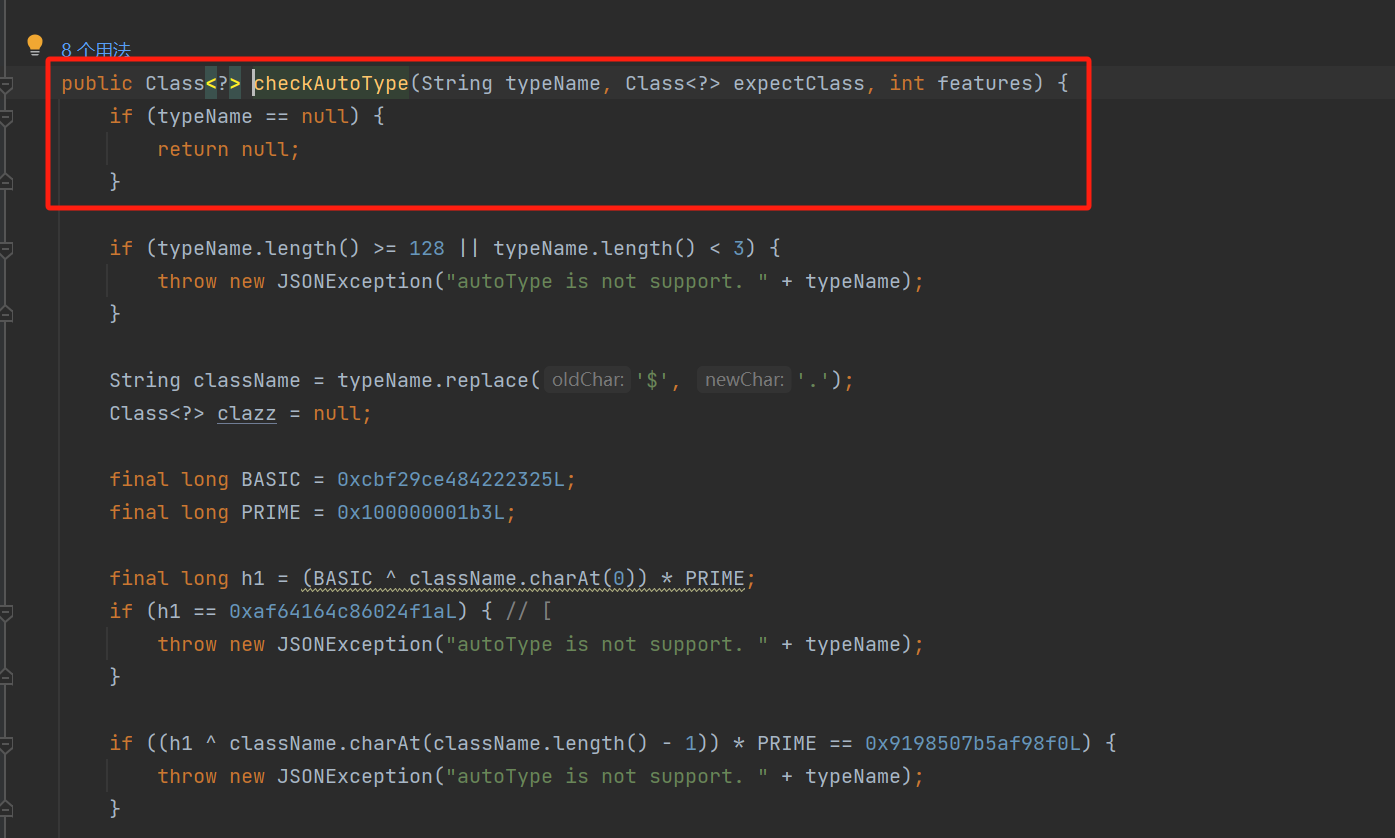 8 个用法
public Class<?> checkAutoType(String typeName, Class<?> expectClass, int features) {
if (typeName == null) {
return null;
}
if (typeName.length() >= 128 || typeName.length() < 3) {
throw new JSONException("autoType is not support. " + typeName);
}
String className = typeName.replace( oldChar: '$', newChar: '.');
Class<?> clazz = null;
final long BASIC = 0xcbf29ce484222325L;
final long PRIME = 0x100000001b3L;
final long h1 = (BASIC ^ className.charAt(0)) * PRIME;
if (h1 == 0xaf64164c86024f1aL) { // [
throw new JSONException("autoType is not support. " + typeName);
}
if ((h1 ^ className.charAt(className.length() - 1)) * PRIME == 0x9198507b5af98f0L) {
throw new JSONException("autoType is not support. " + typeName);
}